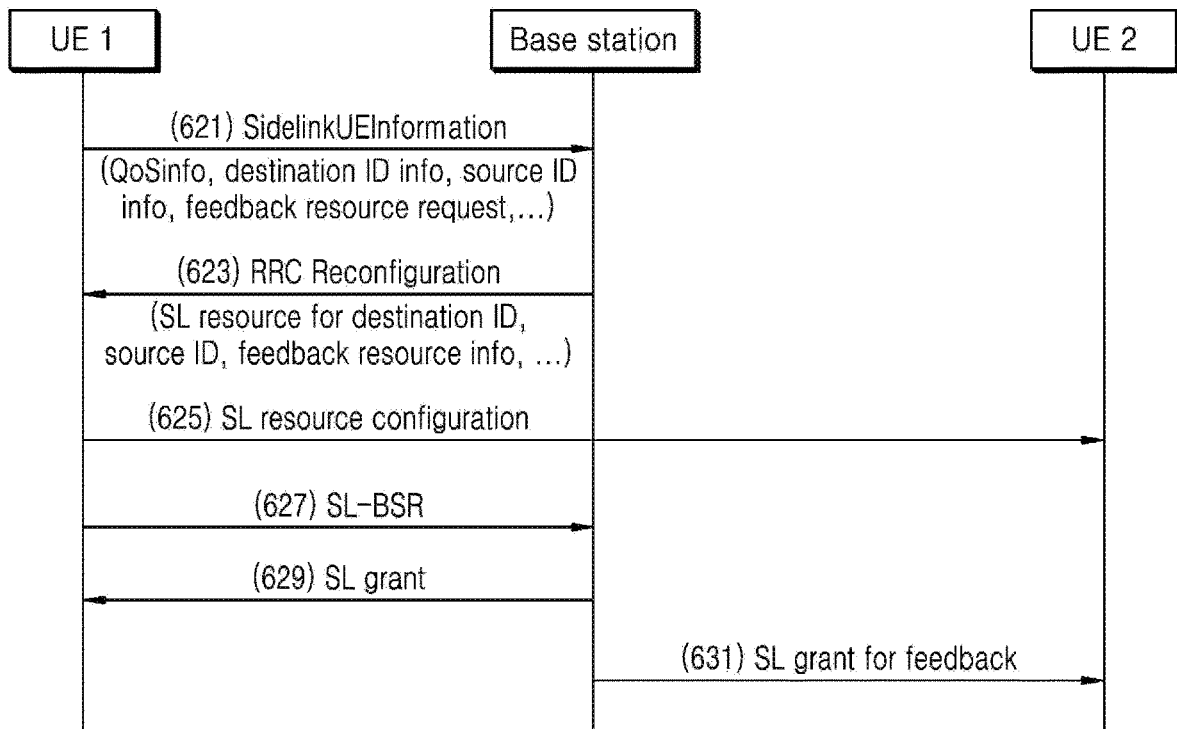 UE 1
Base station
UE 2
(621) SidelinkUEInformation
(QoSinfo, destination ID info, source ID
info, feedback resource request,...)
(623) RRC Reconfiguration
(SL resource for destination ID,
source ID, feedback resource info, ...)
(625) SL resource configuration
(627) SL-BSR
(629) SL grant
(631) SL grant for feedback